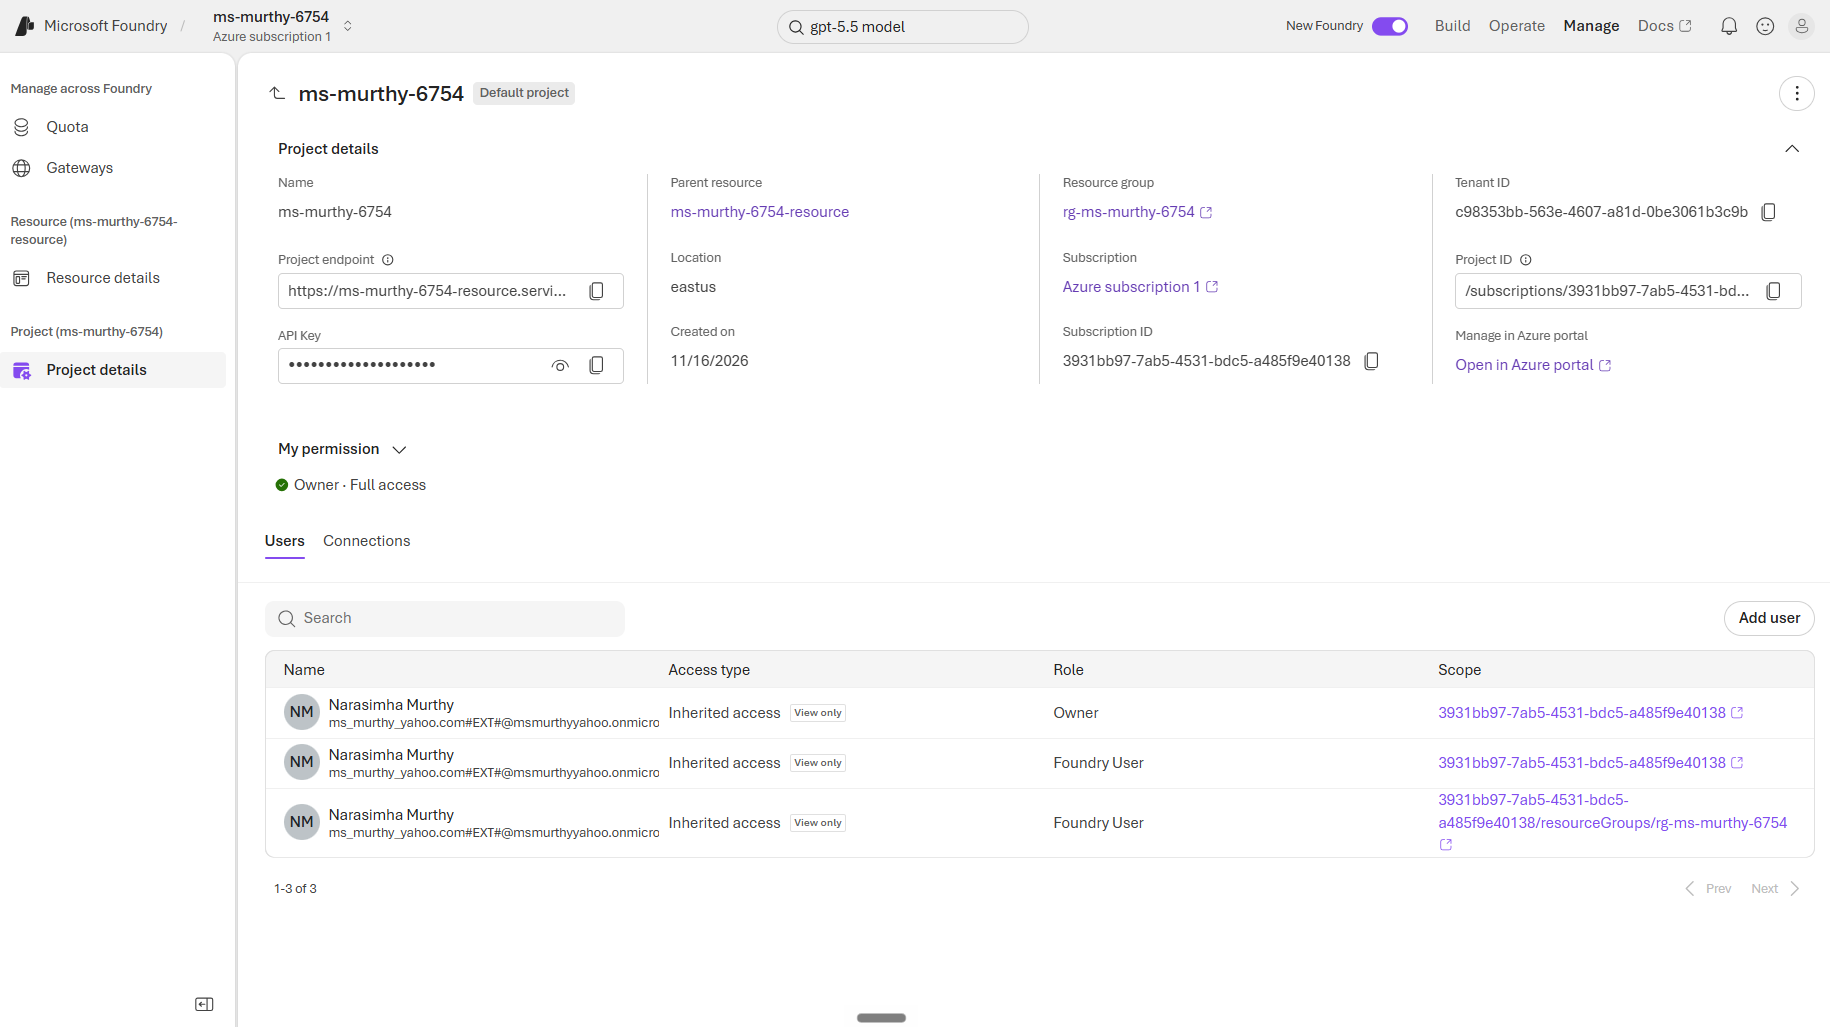 Microsoft Foundry / ms-murthy-6754
Azure subscription 1
gpt-5.5 model
New Foundry Build Operate Manage Docs
Manage across Foundry
Quota
Gateways
Resource (ms-murthy-6754-
resource)
Resource details
Project (ms-murthy-6754)
Project details
ms-murthy-6754 Default project
Project details
Name
ms-murthy-6754
Project endpoint
https://ms-murthy-6754-resource.servi...
API Key
••••••••••••••••••••
Parent resource
ms-murthy-6754-resource
Location
eastus
Created on
11/16/2026
Resource group
rg-ms-murthy-6754
Subscription
Azure subscription 1
Subscription ID
3931bb97-7ab5-4531-bdc5-a485f9e40138
Tenant ID
c98353bb-563e-4607-a81d-0be3061b3c9b
Project ID
/subscriptions/3931bb97-7ab5-4531-bd...
Manage in Azure portal
Open in Azure portal
My permission
Owner · Full access
Users Connections
Search
Add user
Name Access type Role Scope
NM Narasimha Murthy
ms_murthy_yahoo.com#EXT#@msmurthyyahoo.onmicro
Inherited access View only Owner 3931bb97-7ab5-4531-bdc5-a485f9e40138
NM Narasimha Murthy
ms_murthy_yahoo.com#EXT#@msmurthyyahoo.onmicro
Inherited access View only Foundry User 3931bb97-7ab5-4531-bdc5-a485f9e40138
NM Narasimha Murthy
ms_murthy_yahoo.com#EXT#@msmurthyyahoo.onmicro
Inherited access View only Foundry User
3931bb97-7ab5-4531-bdc5-
a485f9e40138/resourceGroups/rg-ms-murthy-6754
1-3 of 3
Prev Next